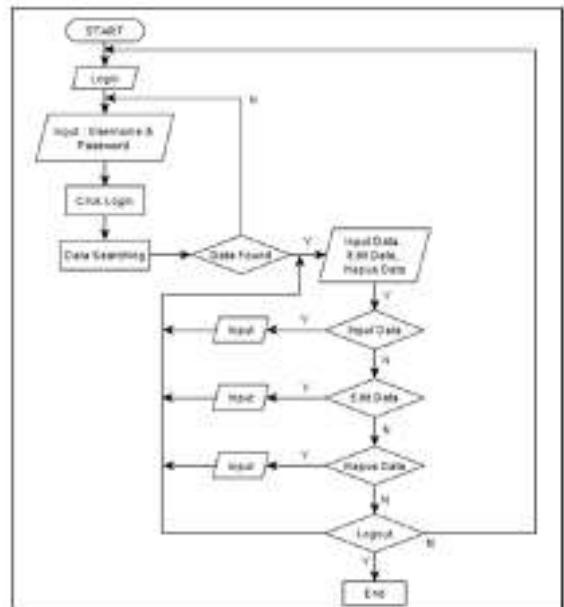 START
Login
N
Input : Username &
Password
Click Login
Data Searching
Data Found
Y
Input Data,
Edit Data,
Hapus Data
Y
Input Data
Y
Input
N
Edit Data
Y
Input
N
Hapus Data
Y
Input
N
Logout
N
Y
End